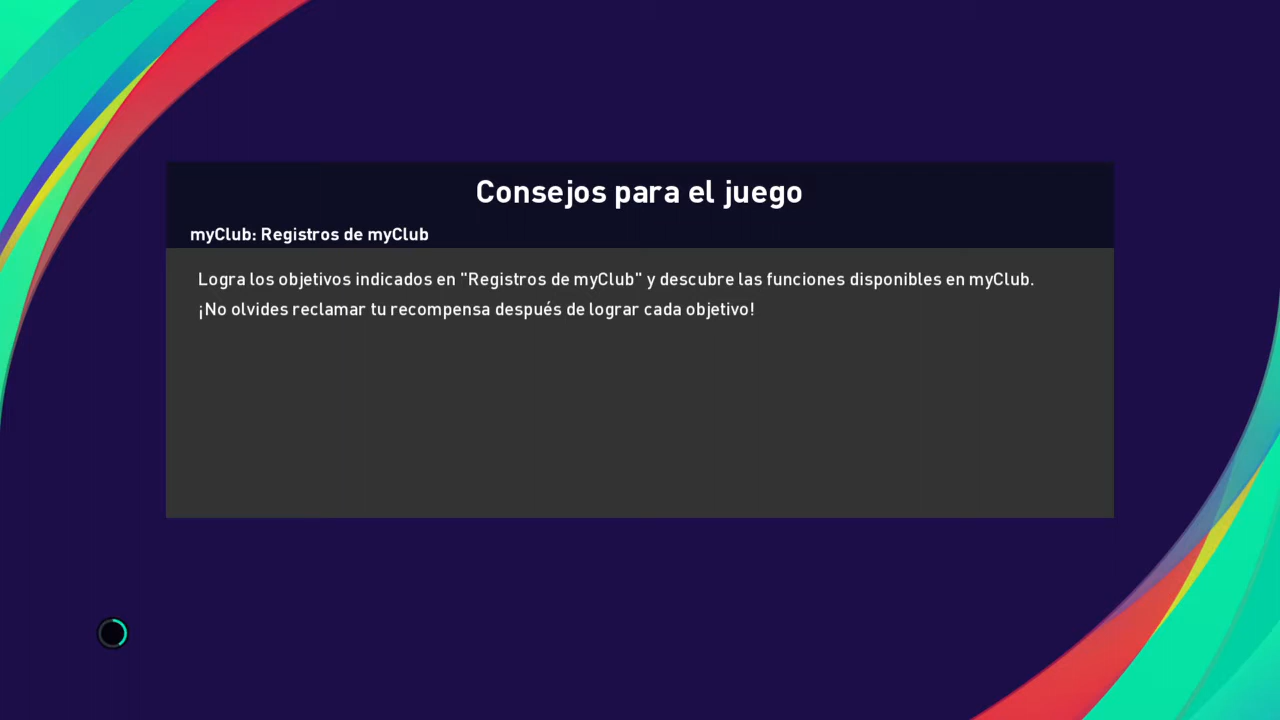 Consejos para el juego
myClub: Registros de myClub
Logra los objetivos indicados en "Registros de myClub" y descubre las funciones disponibles en myClub.
¡No olvides reclamar tu recompensa después de lograr cada objetivo!